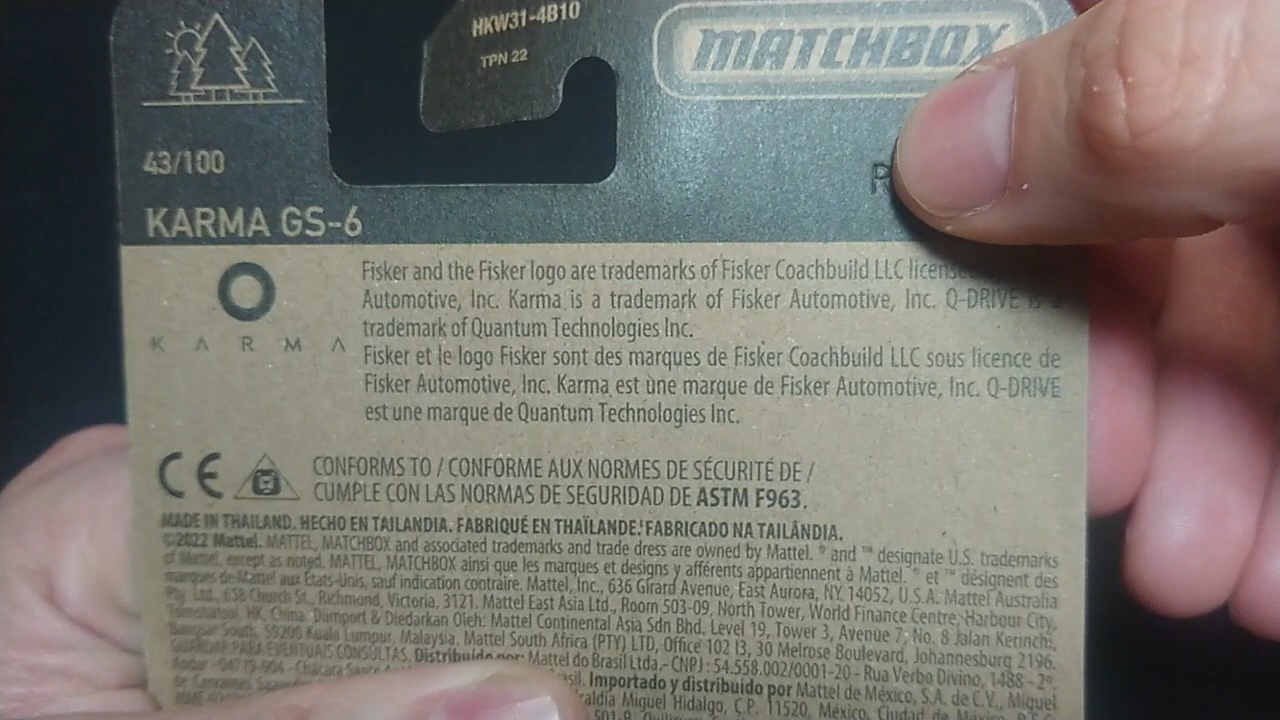 HKW31-4B10
TPN 22
MATCHBOX
43/100
R
KARMA GS-6
KARMA
Fisker and the Fisker logo are trademarks of Fisker Coachbuild LLC licensed
Automotive, Inc. Karma is a trademark of Fisker Automotive, Inc. Q-DRIVE is a
trademark of Quantum Technologies Inc.
Fisker et le logo Fisker sont des marques de Fisker Coachbuild LLC sous licence de
Fisker Automotive, Inc. Karma est une marque de Fisker Automotive, Inc. Q-DRIVE
est une marque de Quantum Technologies Inc.
CE
CONFORMS TO / CONFORME AUX NORMES DE SÉCURITÉ DE /
CUMPLE CON LAS NORMAS DE SEGURIDAD DE ASTM F963.
MADE IN THAILAND. HECHO EN TAILANDIA. FABRIQUÉ EN THAÏLANDE. FABRICADO NA TAILÂNDIA.
©2022 Mattel. MATTEL, MATCHBOX and associated trademarks and trade dress are owned by Mattel. ® and ™ designate U.S. trademarks
of Mattel, except as noted. MATTEL, MATCHBOX ainsi que les marques et designs y afférents appartiennent à Mattel. ® et ™ désignent des
marques de Mattel aux États-Unis, sauf indication contraire. Mattel, Inc., 636 Girard Avenue, East Aurora, NY 14052, U.S.A. Mattel Australia
Pty. Ltd., 658 Church St., Richmond, Victoria, 3121. Mattel East Asia Ltd., Room 503-09, North Tower, World Finance Centre, Harbour City,
Tsimshatsui, HK, China. Diimport & Diedarkan Oleh: Mattel Continental Asia Sdn Bhd. Level 19, Tower 3, Avenue 7, No. 8 Jalan Kerinchi,
Bangsar South, 59200 Kuala Lumpur, Malaysia. Mattel South Africa (PTY) LTD, Office 102 I3, 30 Melrose Boulevard, Johannesburg 2196.
GUARDAR PARA EVENTUAIS CONSULTAS. Distribuído por: Mattel do Brasil Ltda.- CNPJ : 54.558.002/0001-20 - Rua Verbo Divino, 1488 - 2º.
Andar - 04719-904 - Chácara Importado y distribuido por Mattel de México, S.A. de C.V., Miguel
de Cervantes Miguel Hidalgo, C.P. 11520, México, Ciudad de México